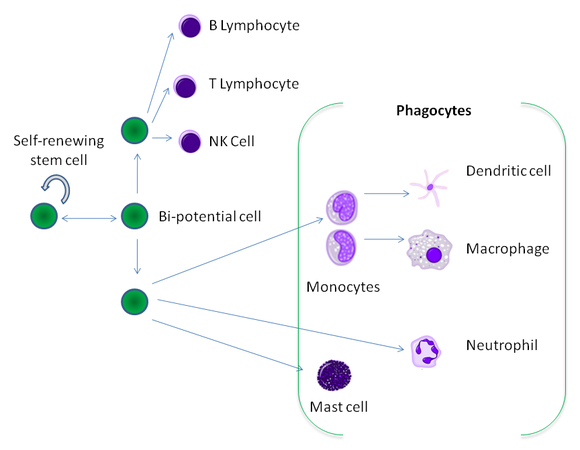 B Lymphocyte
T Lymphocyte
Phagocytes
NK Cell
Self-renewing
stem cell
Dendritic cell
Bi-potential cell
Macrophage
Monocytes
Neutrophil
Mast cell